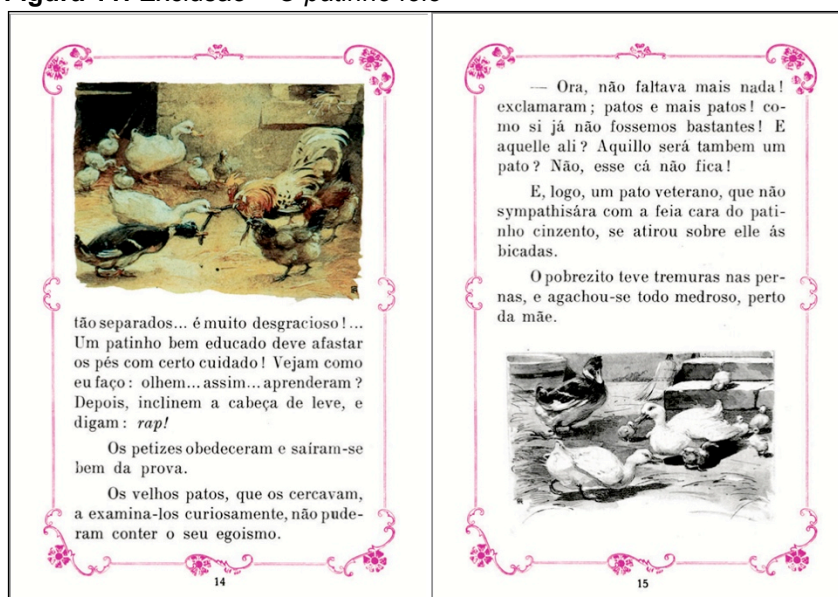 Figura Exclusão – O patinho feio
tão separados... é muito desgracioso!...
Um patinho bem educado deve afastar
os pés com certo cuidado! Vejam como
eu faço: olhem... assim... aprenderam?
Depois, inclinem a cabeça de leve, e
digam: rap!
Os petizes obedeceram e saíram-se
bem da prova.
Os velhos patos, que os cercavam,
a examina-los curiosamente, não pude-
ram conter o seu egoismo.
14
— Ora, não faltava mais nada!
exclamaram; patos e mais patos! co-
mo si já não fossemos bastantes! E
aquelle ali? Aquillo será tambem um
pato? Não, esse cá não fica!
E, logo, um pato veterano, que não
sympathisára com a feia cara do pati-
nho cinzento, se atirou sobre elle ás
bicadas.
O pobrezito teve tremuras nas per-
nas, e agachou-se todo medroso, perto
da mãe.
15